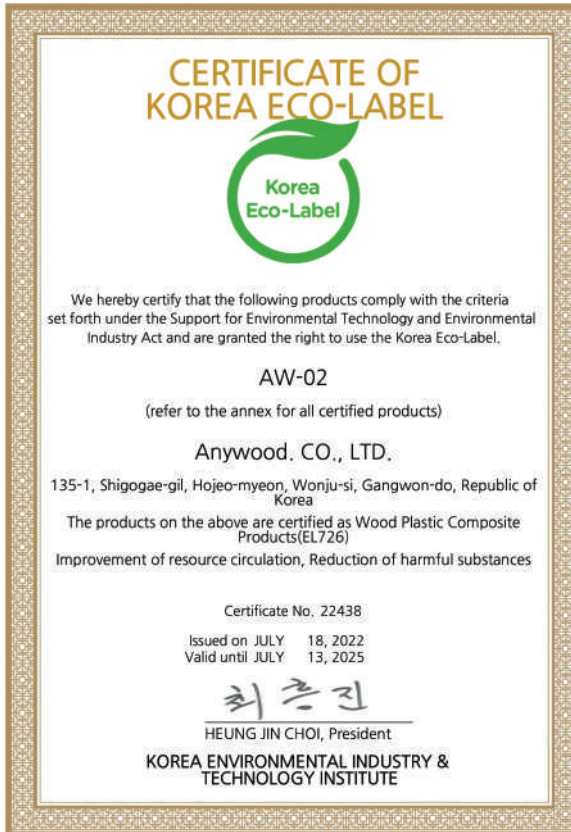 CERTIFICATE OF
KOREA ECO-LABEL
Korea
Eco-Label
We hereby certify that the following products comply with the criteria
set forth under the Support for Environmental Technology and Environmental
Industry Act and are granted the right to use the Korea Eco-Label.
AW-02
(refer to the annex for all certified products)
Anywood. CO., LTD.
135-1, Shigogae-gil, Hojeo-myeon, Wonju-si, Gangwon-do, Republic of
Korea
The products on the above are certified as Wood Plastic Composite
Products(EL726)
Improvement of resource circulation, Reduction of harmful substances
Certificate No. 22438
Issued on JULY 18, 2022
Valid until JULY 13, 2025
최흥진
HEUNG JIN CHOI, President
KOREA ENVIRONMENTAL INDUSTRY &
TECHNOLOGY INSTITUTE